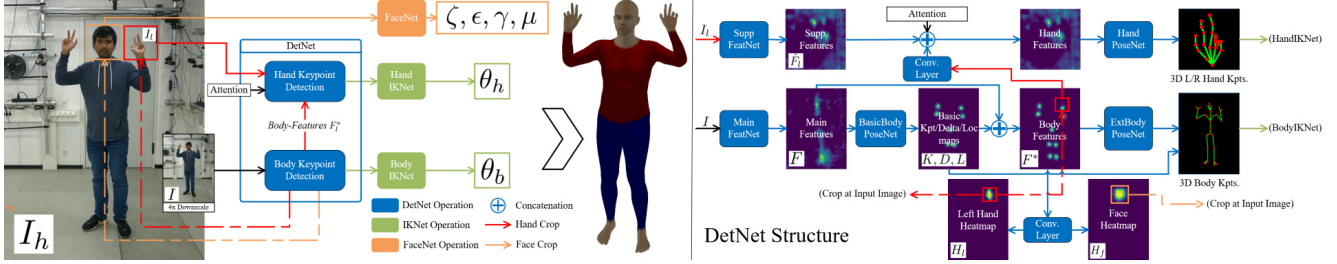 I_l
FaceNet
ζ, ϵ, γ, μ
DetNet
Hand Keypoint
Detection
Hand
IKNet
θ_h
Attention
Body-Features F_l^*
Body Keypoint
Detection
Body
IKNet
θ_b
I
4x Downscale
I_h
DetNet Operation
Concatenation
IKNet Operation
Hand Crop
FaceNet Operation
Face Crop
I_l
Supp
FeatNet
Supp.
Features
F_l
Attention
Conv.
Layer
Hand
Features
Hand
PoseNet
3D L/R Hand Kpts.
(HandIKNet)
I
Main
FeatNet
Main
Features
F
BasicBody
PoseNet
Basic
Kpt/Delta/Loc
maps
K, D, L
Body
Features
F*
ExtBody
PoseNet
3D Body Kpts.
(BodyIKNet)
(Crop at Input Image)
Left Hand
Heatmap
H_l
Conv.
Layer
Face
Heatmap
H_f
(Crop at Input Image)
DetNet Structure